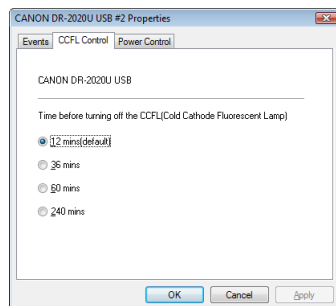 CANON DR-2020U USB #2 Properties
Events
CCFL Control
Power Control
CANON DR-2020U USB
Time before turning off the CCFL(Cold Cathode Fluorescent Lamp)
12 mins(default)
36 mins
60 mins
240 mins
OK
Cancel
Apply